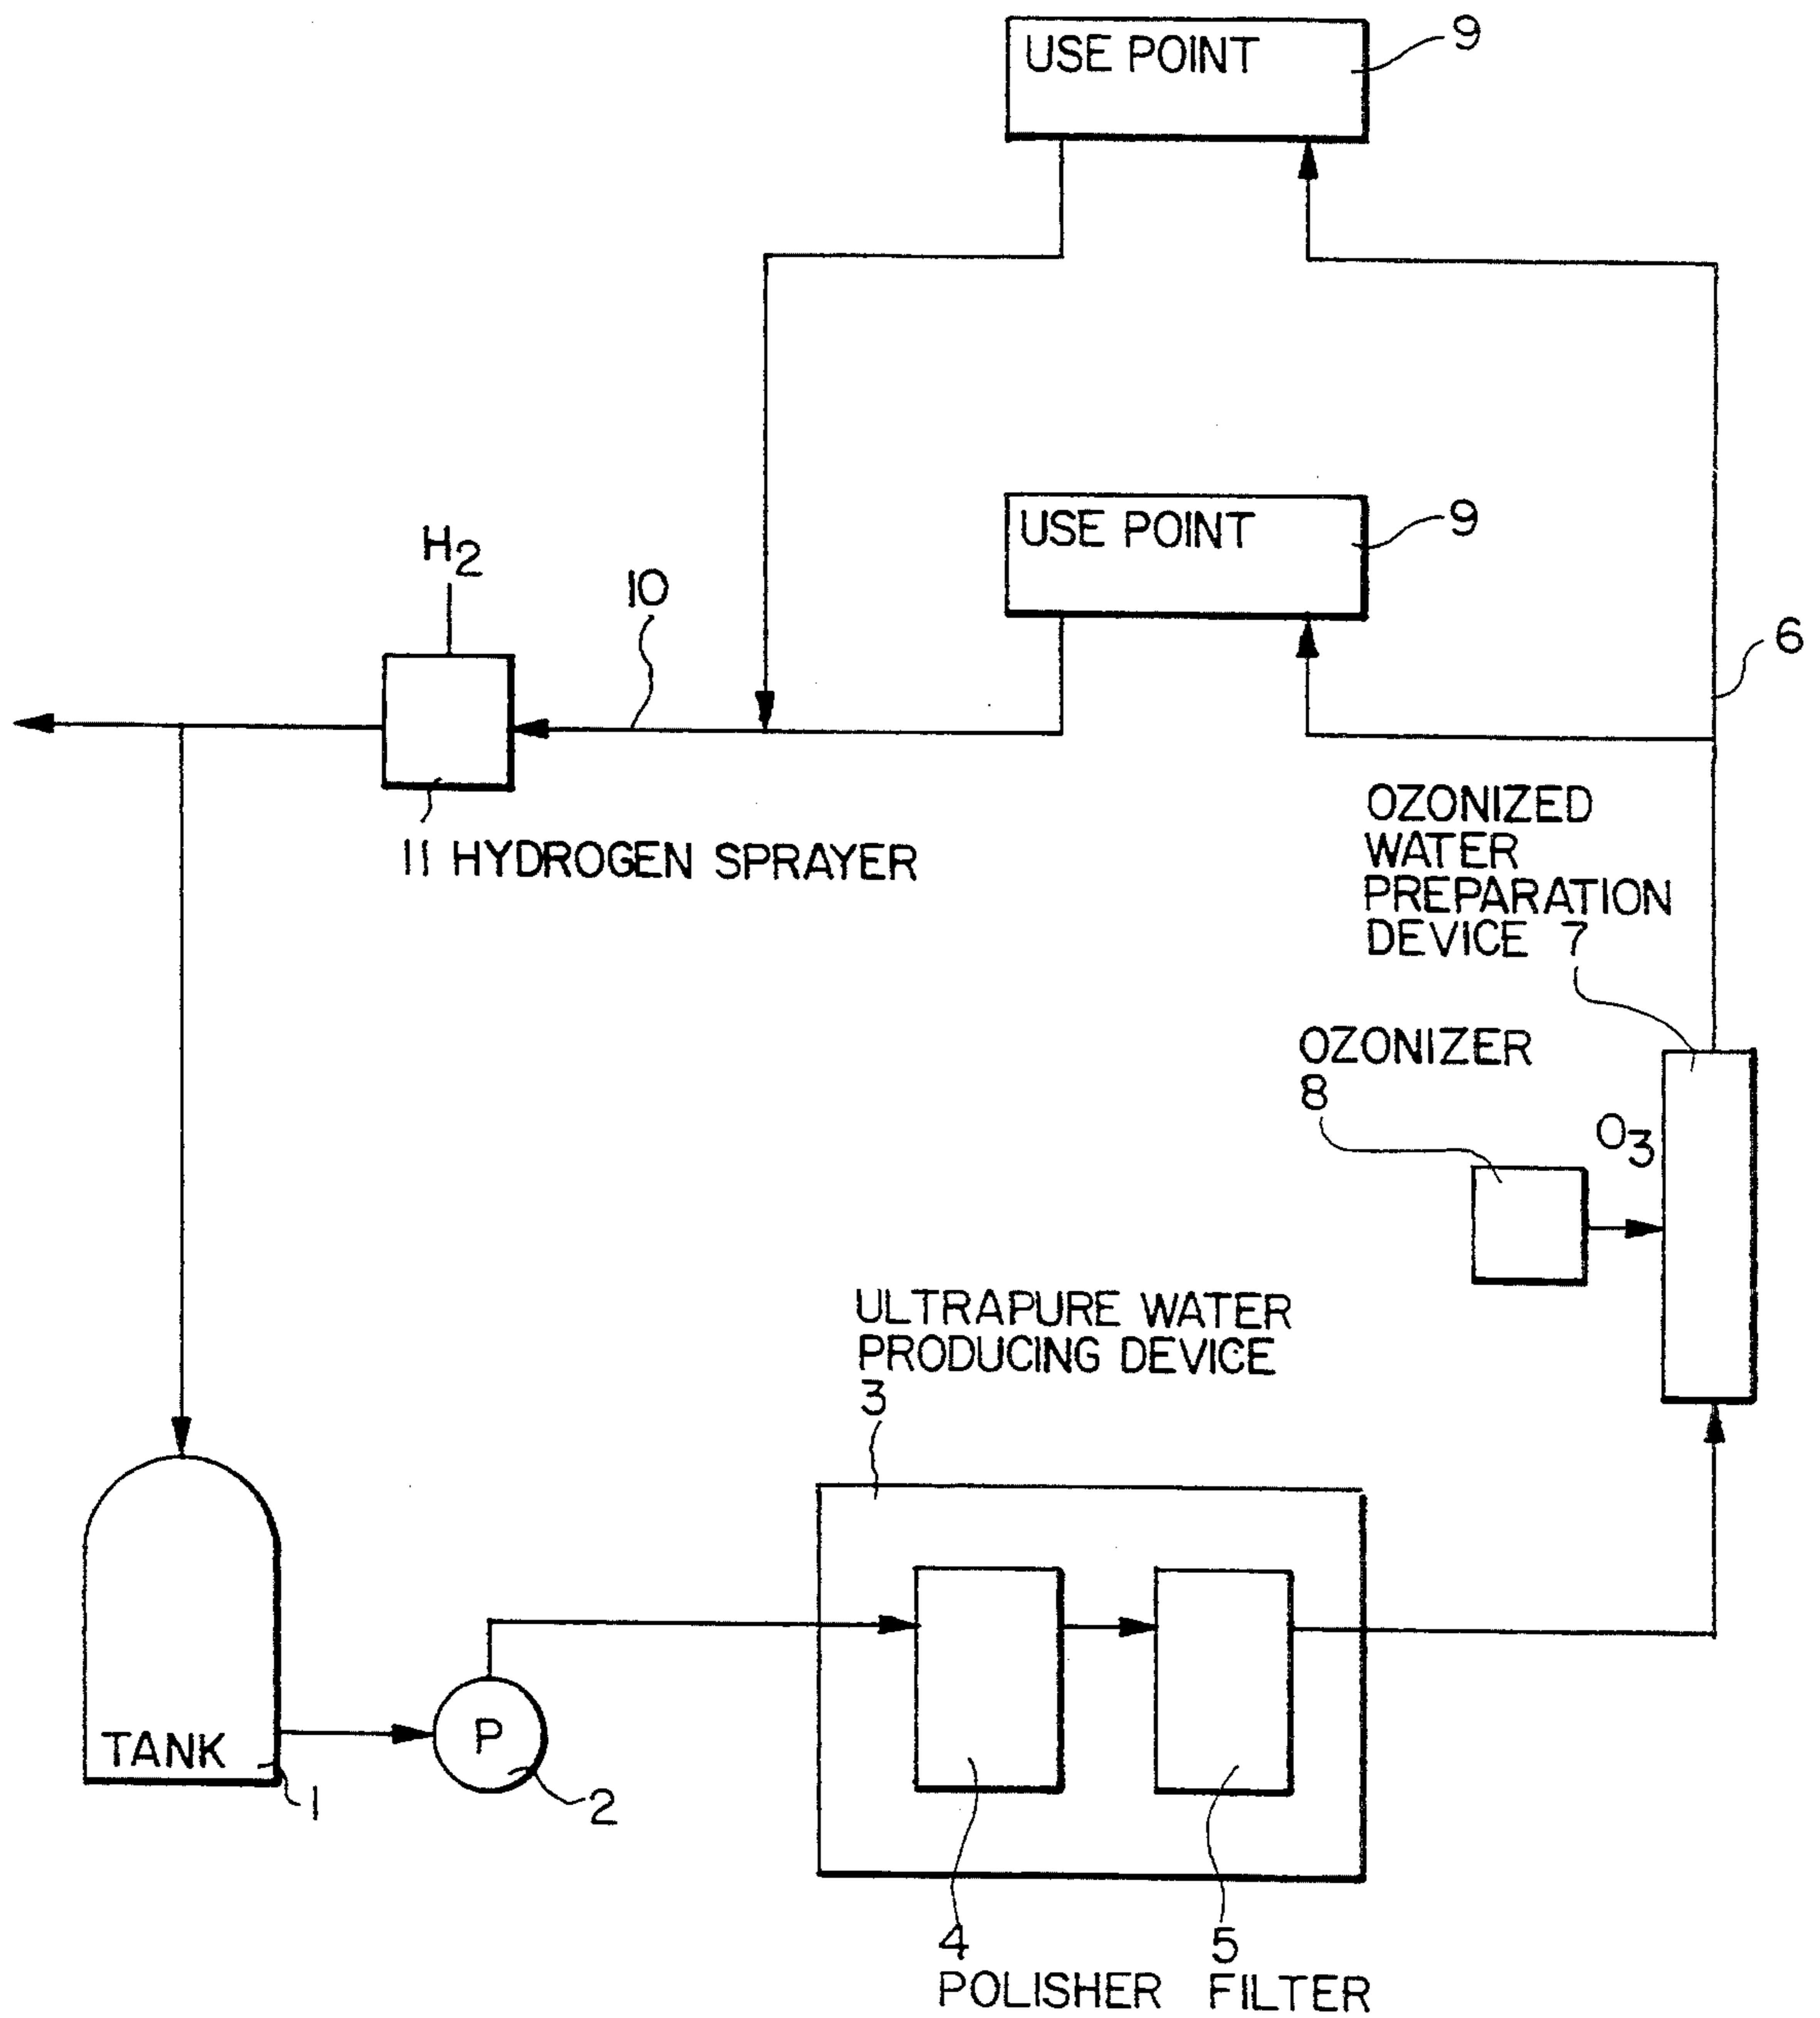 USE POINT
9
USE POINT
9
H2
10
6
11 HYDROGEN SPRAYER
OZONIZED
WATER
PREPARATION
DEVICE 7
OZONIZER
8
O3
ULTRAPURE WATER
PRODUCING DEVICE
3
TANK
1
P
2
4
POLISHER
5
FILTER